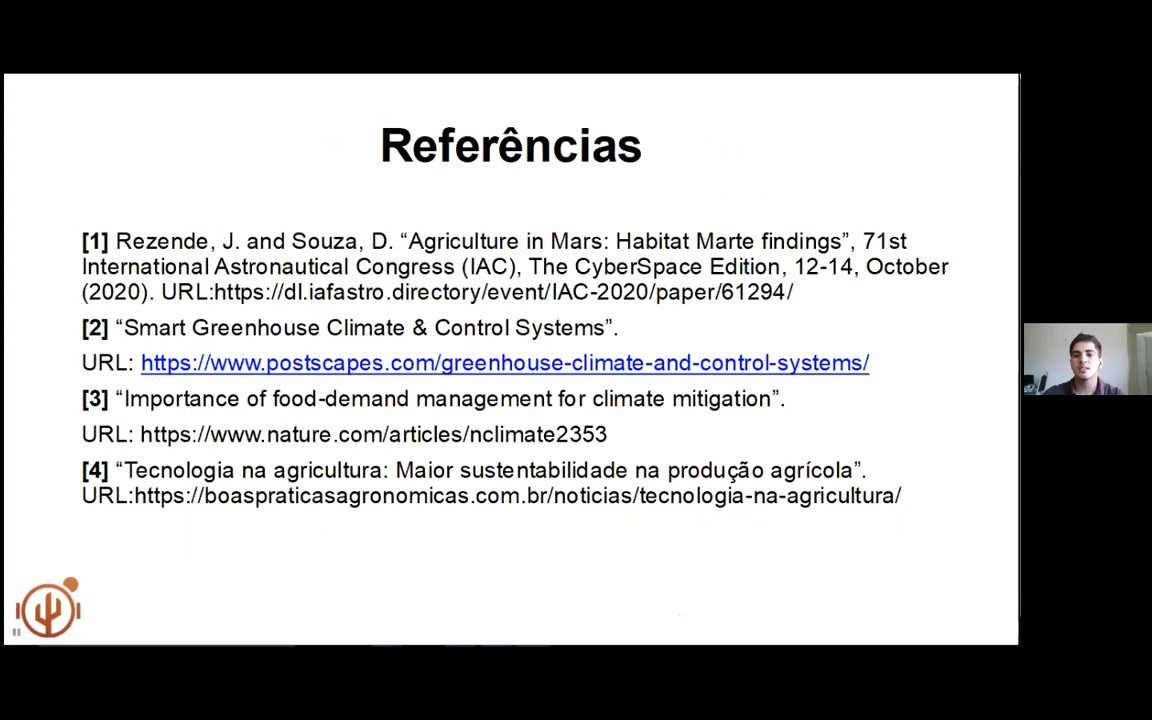 Referências
[1] Rezende, J. and Souza, D. “Agriculture in Mars: Habitat Marte findings”, 71st
International Astronautical Congress (IAC), The CyberSpace Edition, 12-14, October
(2020). URL:https://dl.iafastro.directory/event/IAC-2020/paper/61294/
[2] “Smart Greenhouse Climate & Control Systems”.
URL: https://www.postscapes.com/greenhouse-climate-and-control-systems/
[3] “Importance of food-demand management for climate mitigation”.
URL: https://www.nature.com/articles/nclimate2353
[4] “Tecnologia na agricultura: Maior sustentabilidade na produção agrícola”.
URL:https://boaspraticasagronomicas.com.br/noticias/tecnologia-na-agricultura/